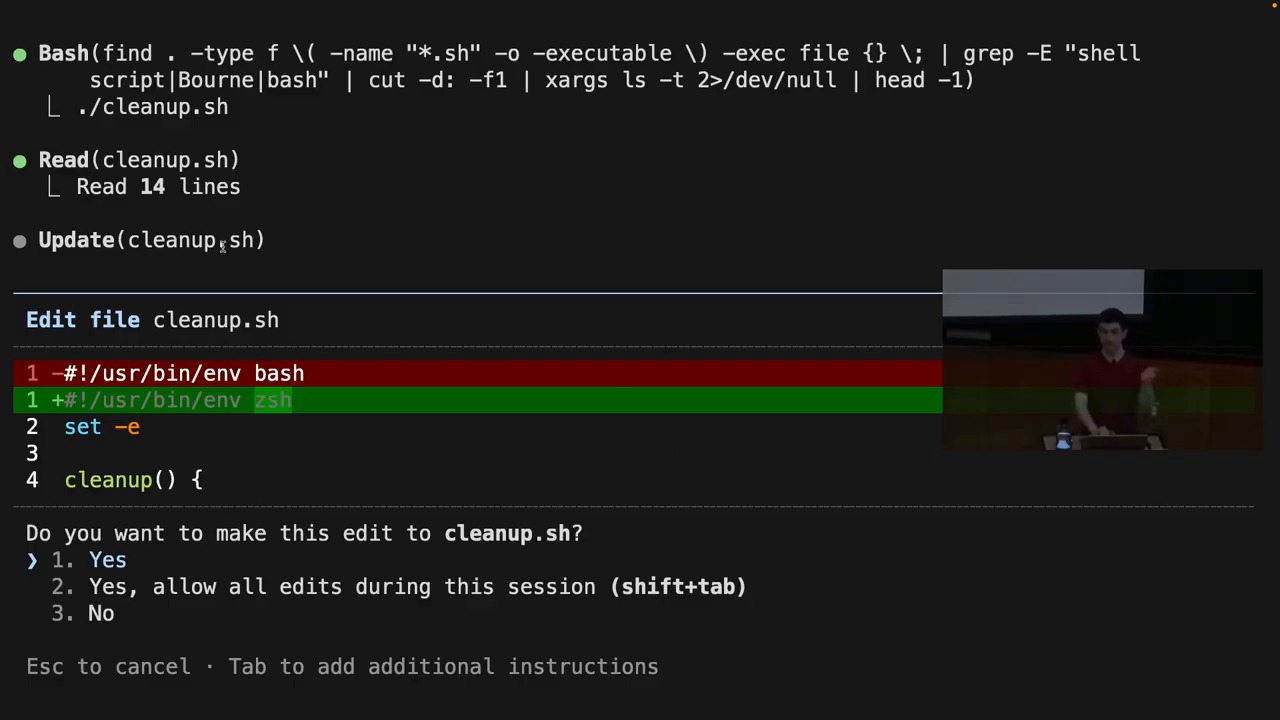 ● Bash(find . -type f \( -name "*.sh" -o -executable \) -exec file {} \; | grep -E "shell
script|Bourne|bash" | cut -d: -f1 | xargs ls -t 2>/dev/null | head -1)
⎿ ./cleanup.sh
● Read(cleanup.sh)
⎿ Read 14 lines
● Update(cleanup.sh)
Edit file cleanup.sh
1 -#!/usr/bin/env bash
1 +#!/usr/bin/env zsh
2 set -e
3
4 cleanup() {
Do you want to make this edit to cleanup.sh?
❯ 1. Yes
2. Yes, allow all edits during this session (shift+tab)
3. No
Esc to cancel · Tab to add additional instructions